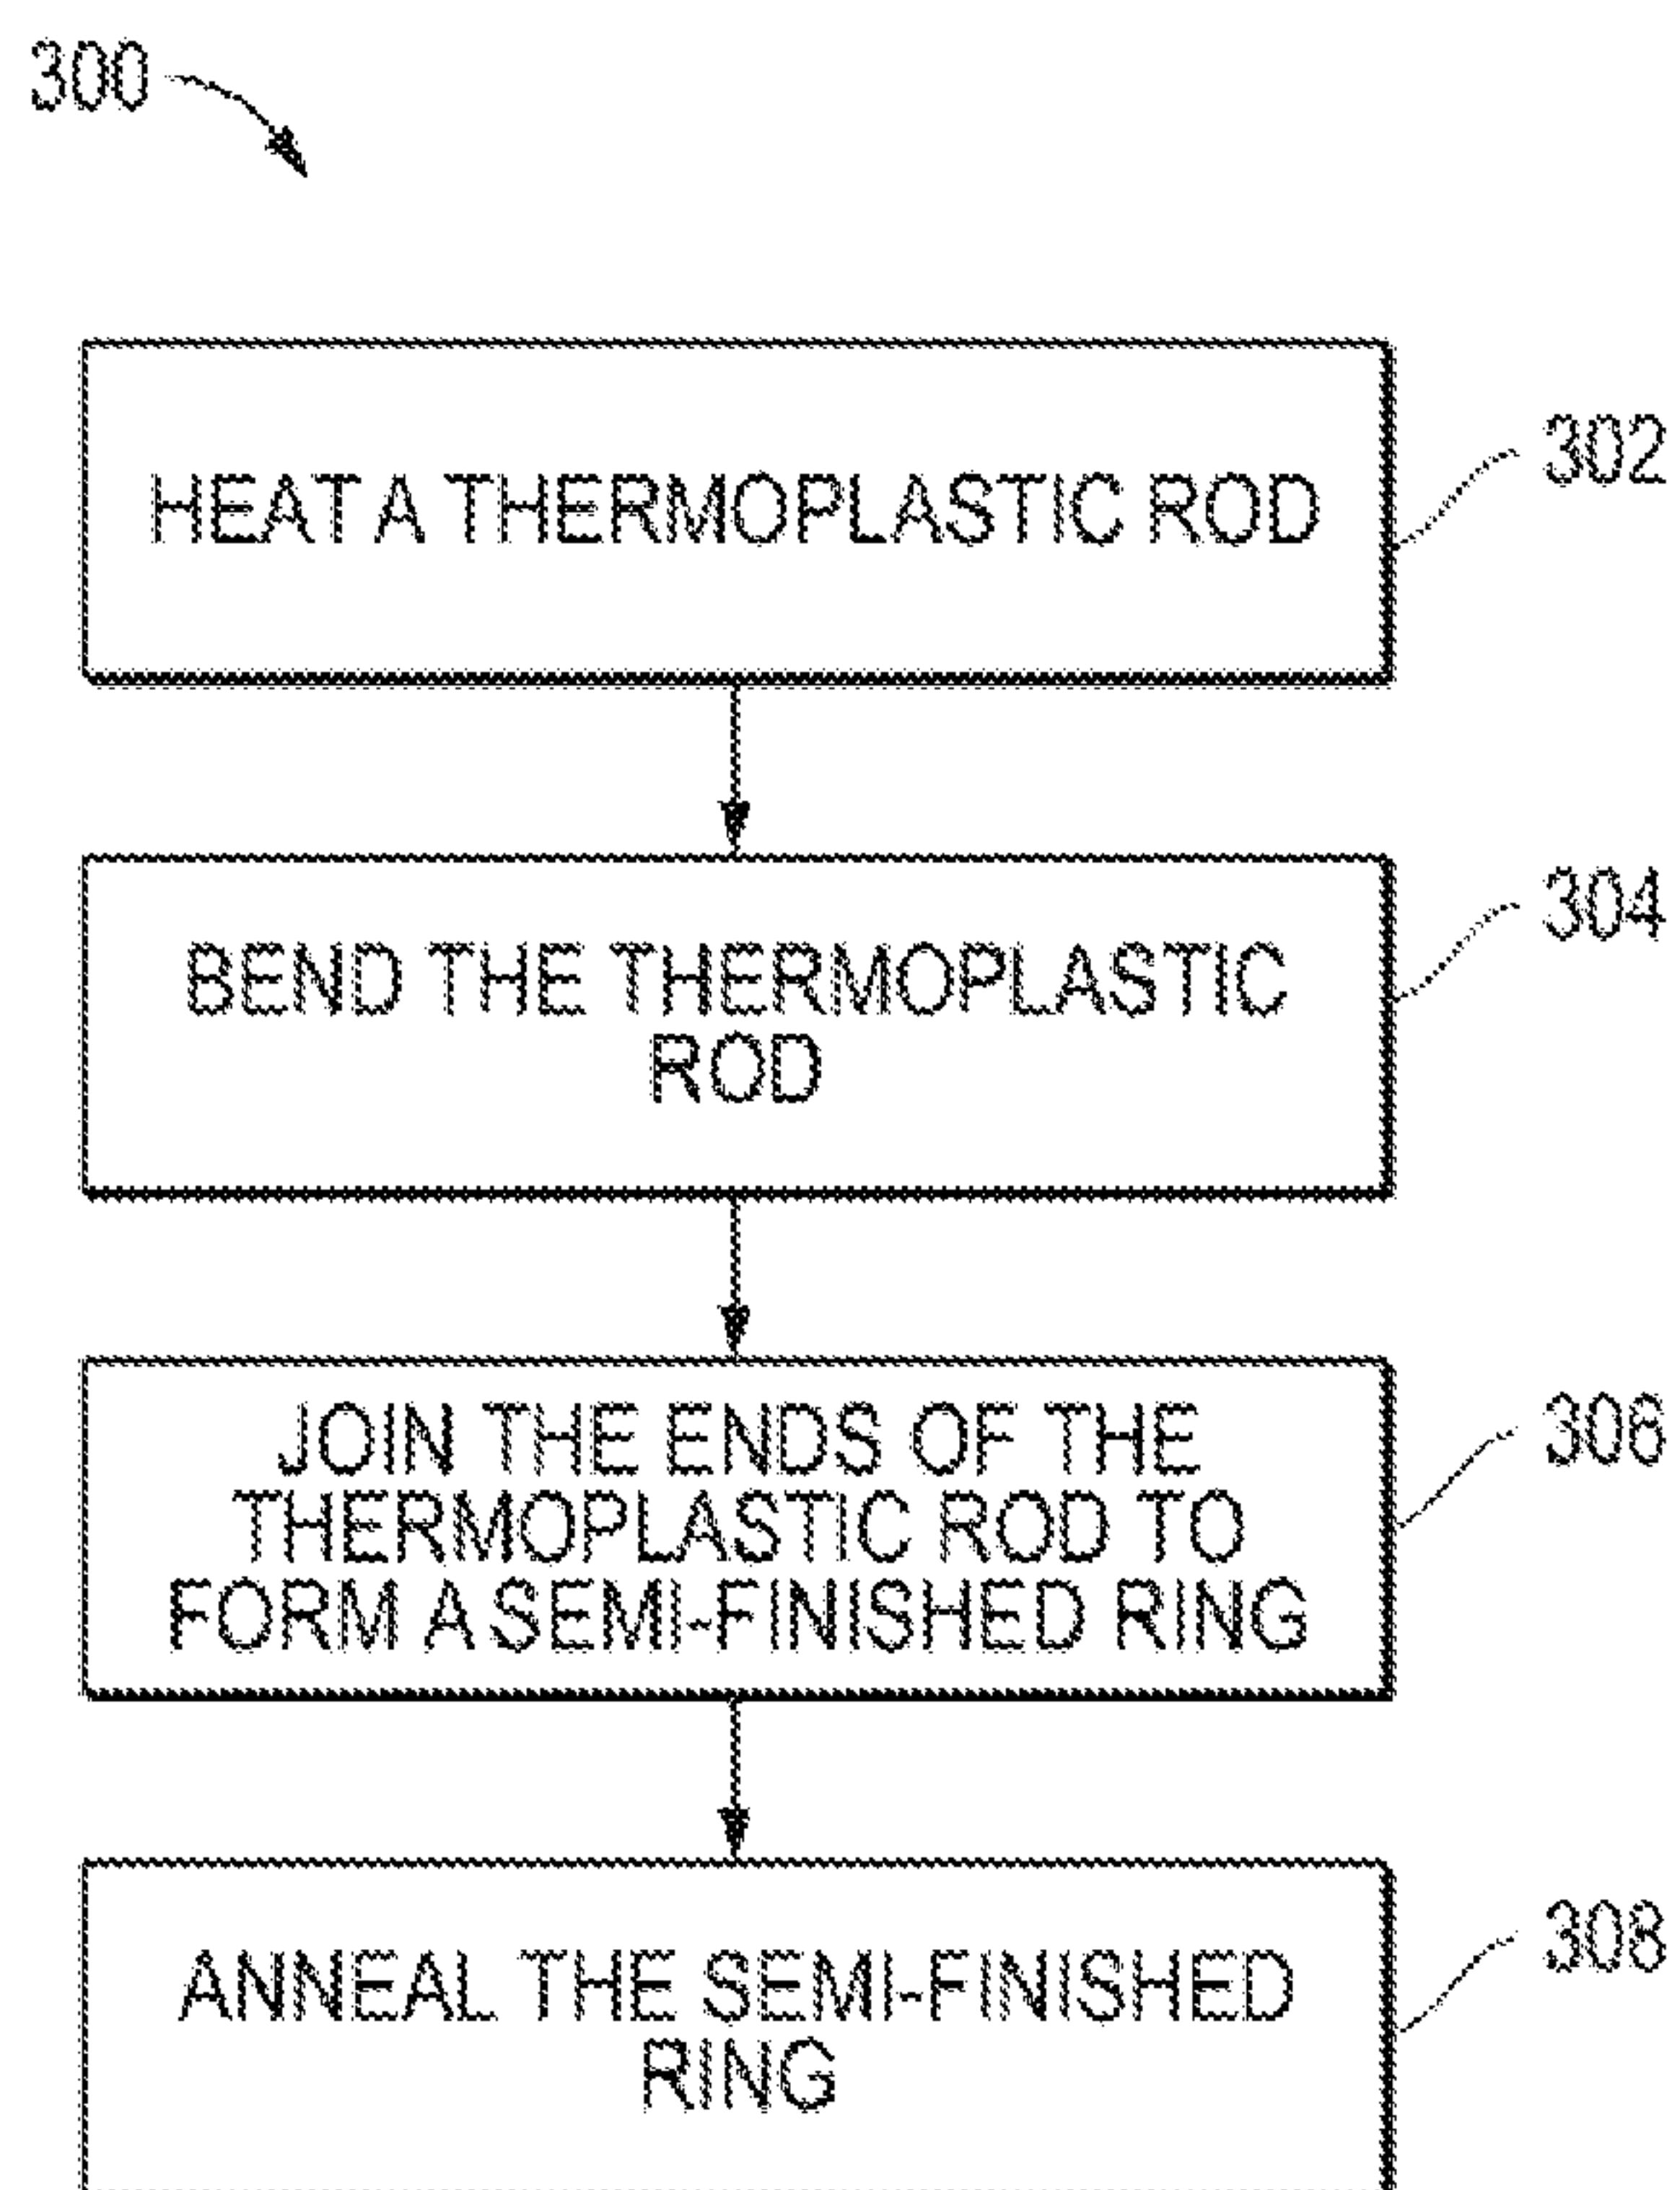 300
HEAT A THERMOPLASTIC ROD
302
BEND THE THERMOPLASTIC
ROD
304
JOIN THE ENDS OF THE
THERMOPLASTIC ROD TO
FORM A SEMI-FINISHED RING
306
ANNEAL THE SEMI-FINISHED
RING
308